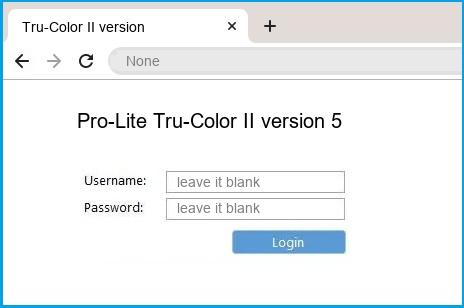 Tru-Color II version
None
Pro-Lite Tru-Color II version 5
Username: leave it blank
Password: leave it blank
Login